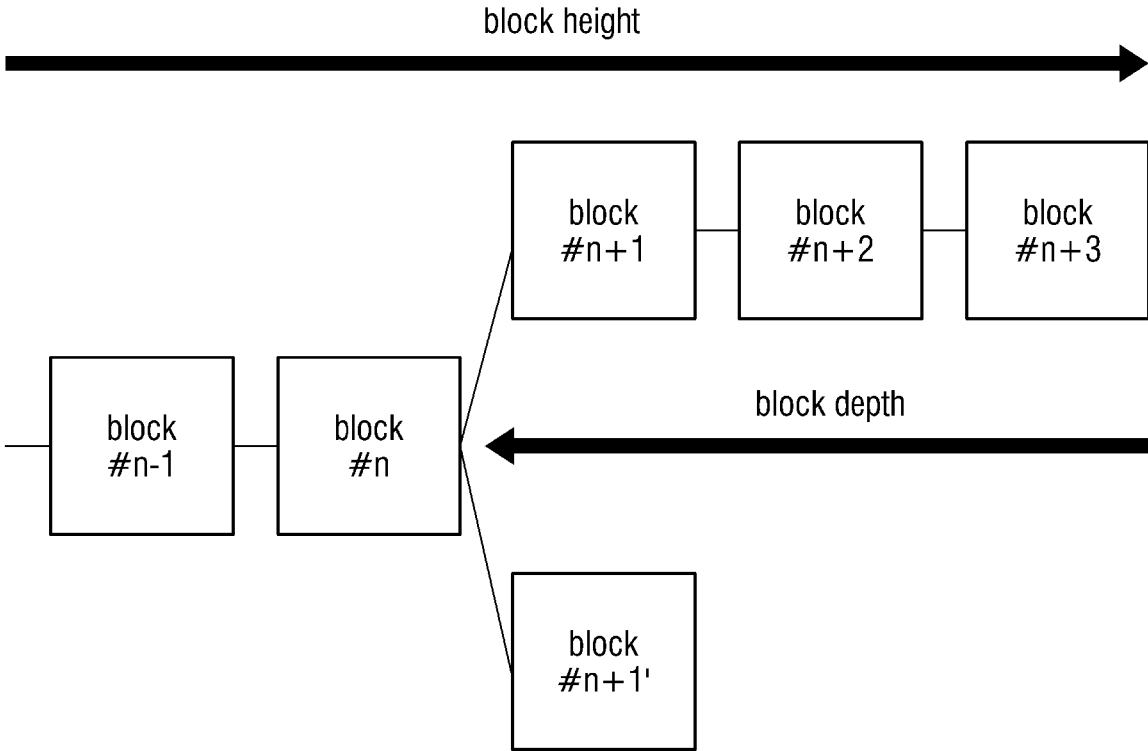 block height
block
#n+1
block
#n+2
block
#n+3
block
#n-1
block
#n
block depth
block
#n+1'